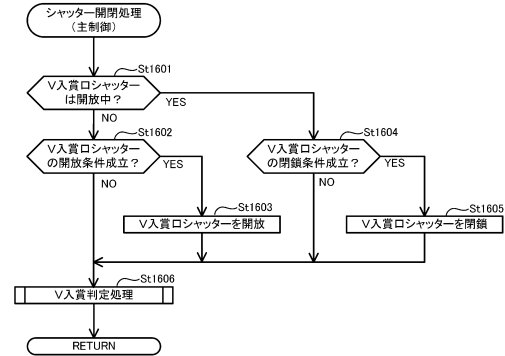 シャッター開閉処理
（主制御）
St1601
V入賞口シャッター
は開放中？
YES
NO
St1602
V入賞口シャッター
の開放条件成立？
YES
NO
St1604
V入賞口シャッター
の閉鎖条件成立？
YES
NO
St1603
V入賞口シャッターを開放
St1605
V入賞口シャッターを閉鎖
St1606
V入賞判定処理
RETURN